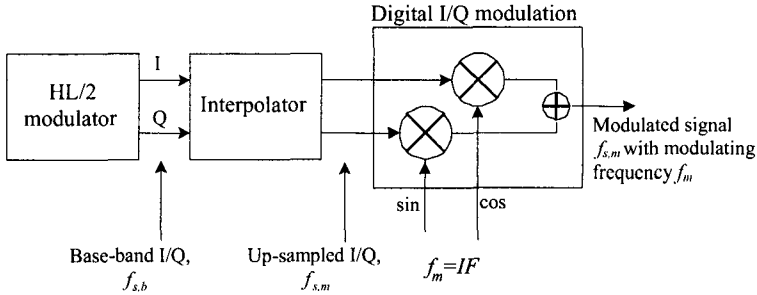 Digital I/Q modulation
HL/2
modulator
I
Q
Interpolator
Modulated signal
f_{s,m} with modulating
frequency f_m
sin
cos
Base-band I/Q,
f_{s,b}
Up-sampled I/Q,
f_{s,m}
f_m=IF